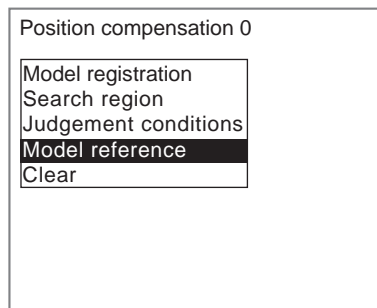 Position compensation 0
Model registration
Search region
Judgement conditions
Model reference
Clear